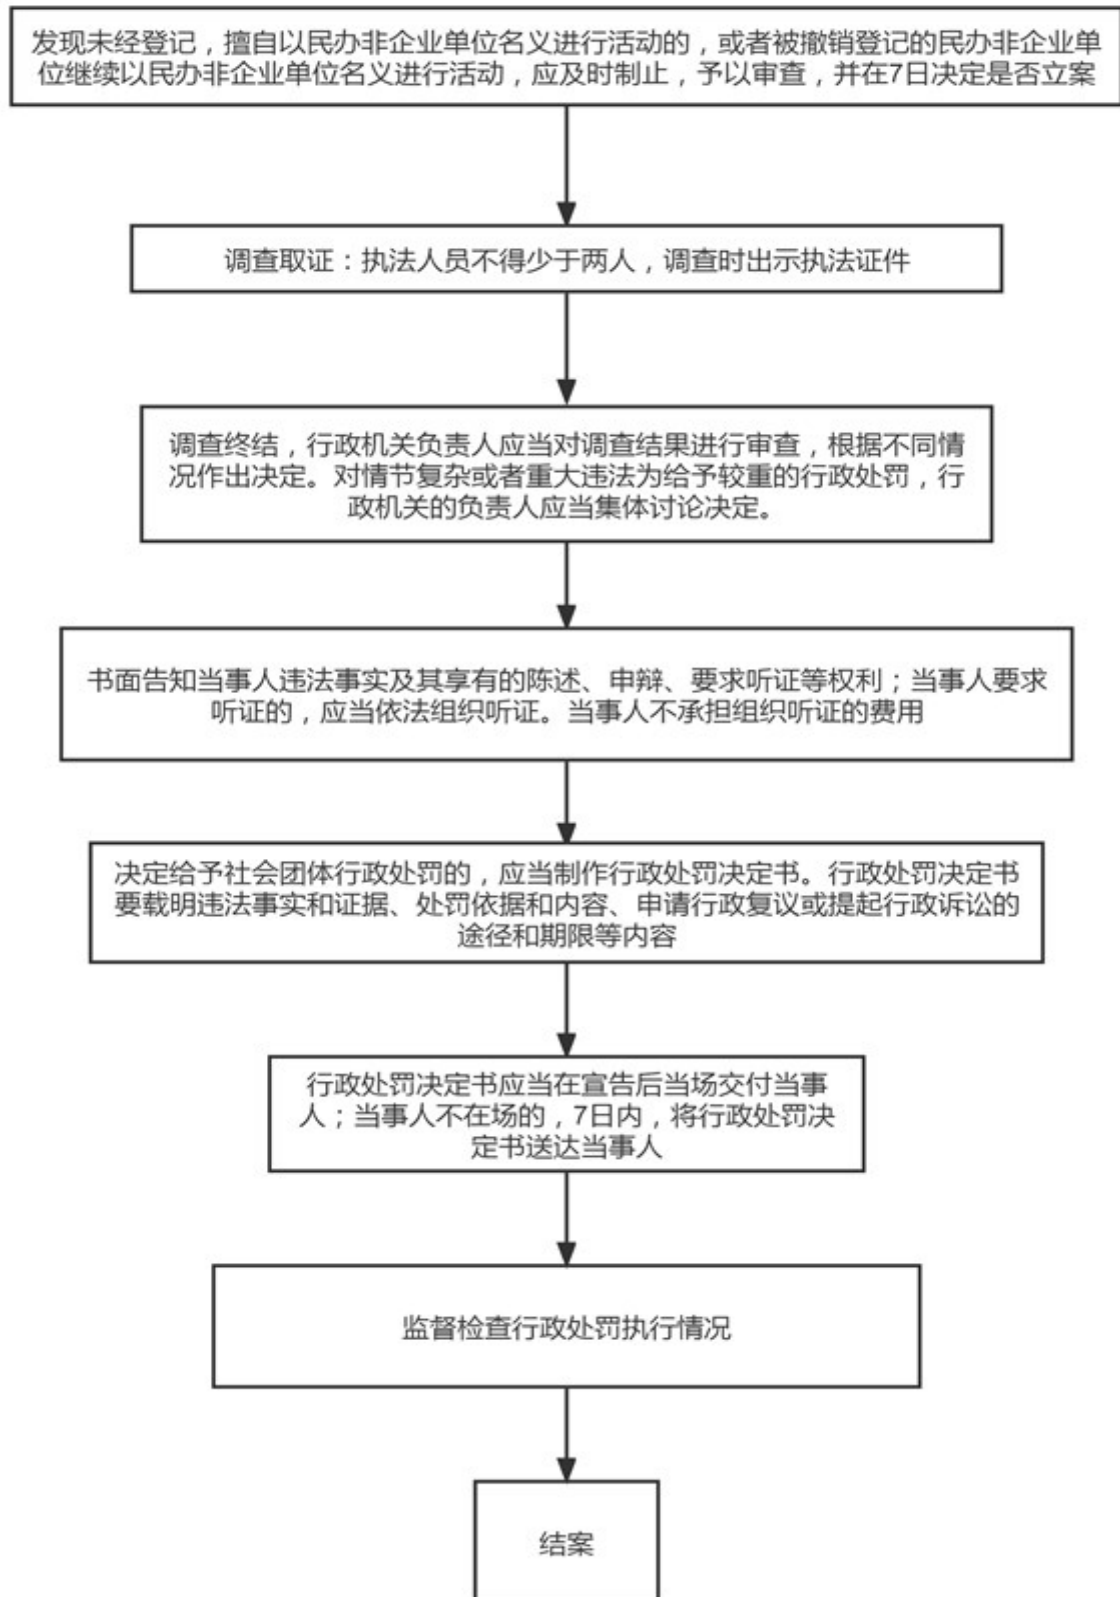 发现未经登记，擅自以民办非企业单位名义进行活动的，或者被撤销登记的民办非企业单
位继续以民办非企业单位名义进行活动，应及时制止，予以审查，并在7日决定是否立案
调查取证：执法人员不得少于两人，调查时出示执法证件
调查终结，行政机关负责人应当对调查结果进行审查，根据不同情
况作出决定。对情节复杂或者重大违法为给予较重的行政处罚，行
政机关的负责人应当集体讨论决定。
书面告知当事人违法事实及其享有的陈述、申辩、要求听证等权利；当事人要求
听证的，应当依法组织听证。当事人不承担组织听证的费用
决定给予社会团体行政处罚的，应当制作行政处罚决定书。行政处罚决定书
要载明违法事实和证据、处罚依据和内容、申请行政复议或提起行政诉讼的
途径和期限等内容
行政处罚决定书应当在宣告后当场交付当事
人；当事人不在场的，7日内，将行政处罚决
定书送达当事人
监督检查行政处罚执行情况
结案